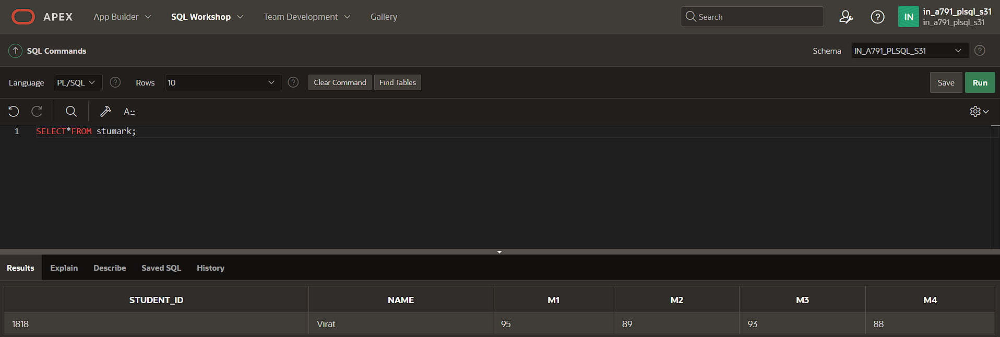 APEX App Builder SQL Workshop Team Development Gallery Search IN in_a791_plsql_s31
in_a791_plsql_s31
SQL Commands Schema IN_A791_PLSQL_S31
Language PL/SQL Rows 10 Clear Command Find Tables Save Run
A::
1 SELECT*FROM stumark;
Results Explain Describe Saved SQL History
STUDENT_ID NAME M1 M2 M3 M4
1818 Virat 95 89 93 88